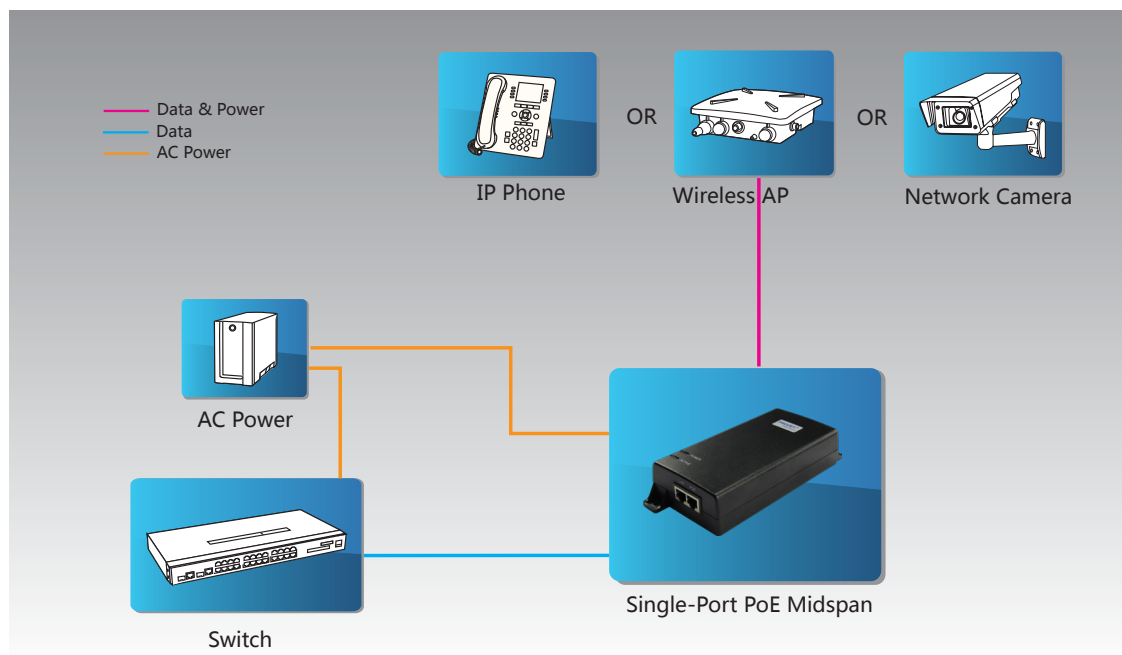 Data & Power
Data
AC Power
OR
OR
IP Phone
Wireless AP
Network Camera
AC Power
Single-Port PoE Midspan
Switch